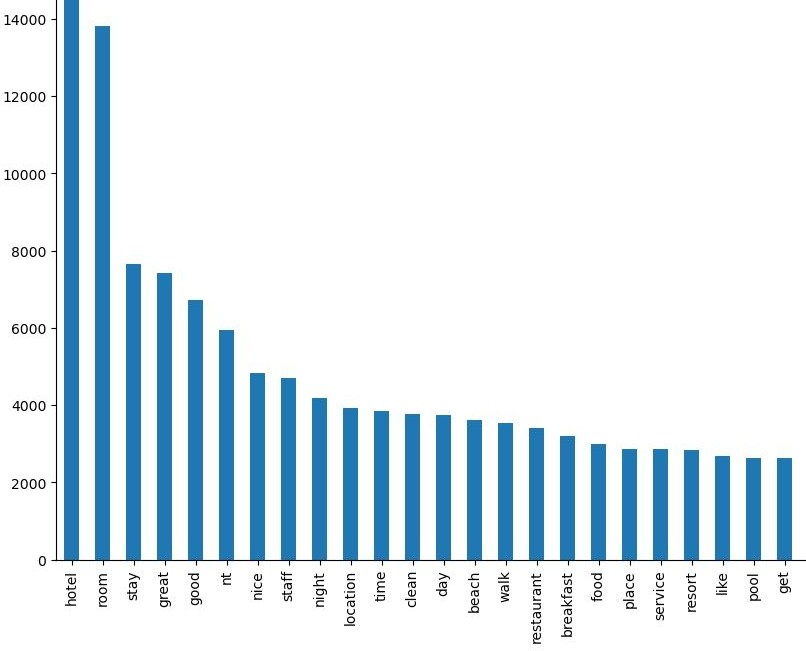 14000
12000
10000
8000
6000
4000
2000
0
hotel
room
stay
great
good
nt
nice
staff
night
location
time
clean
day
beach
walk
restaurant
breakfast
food
place
service
resort
like
pool
get